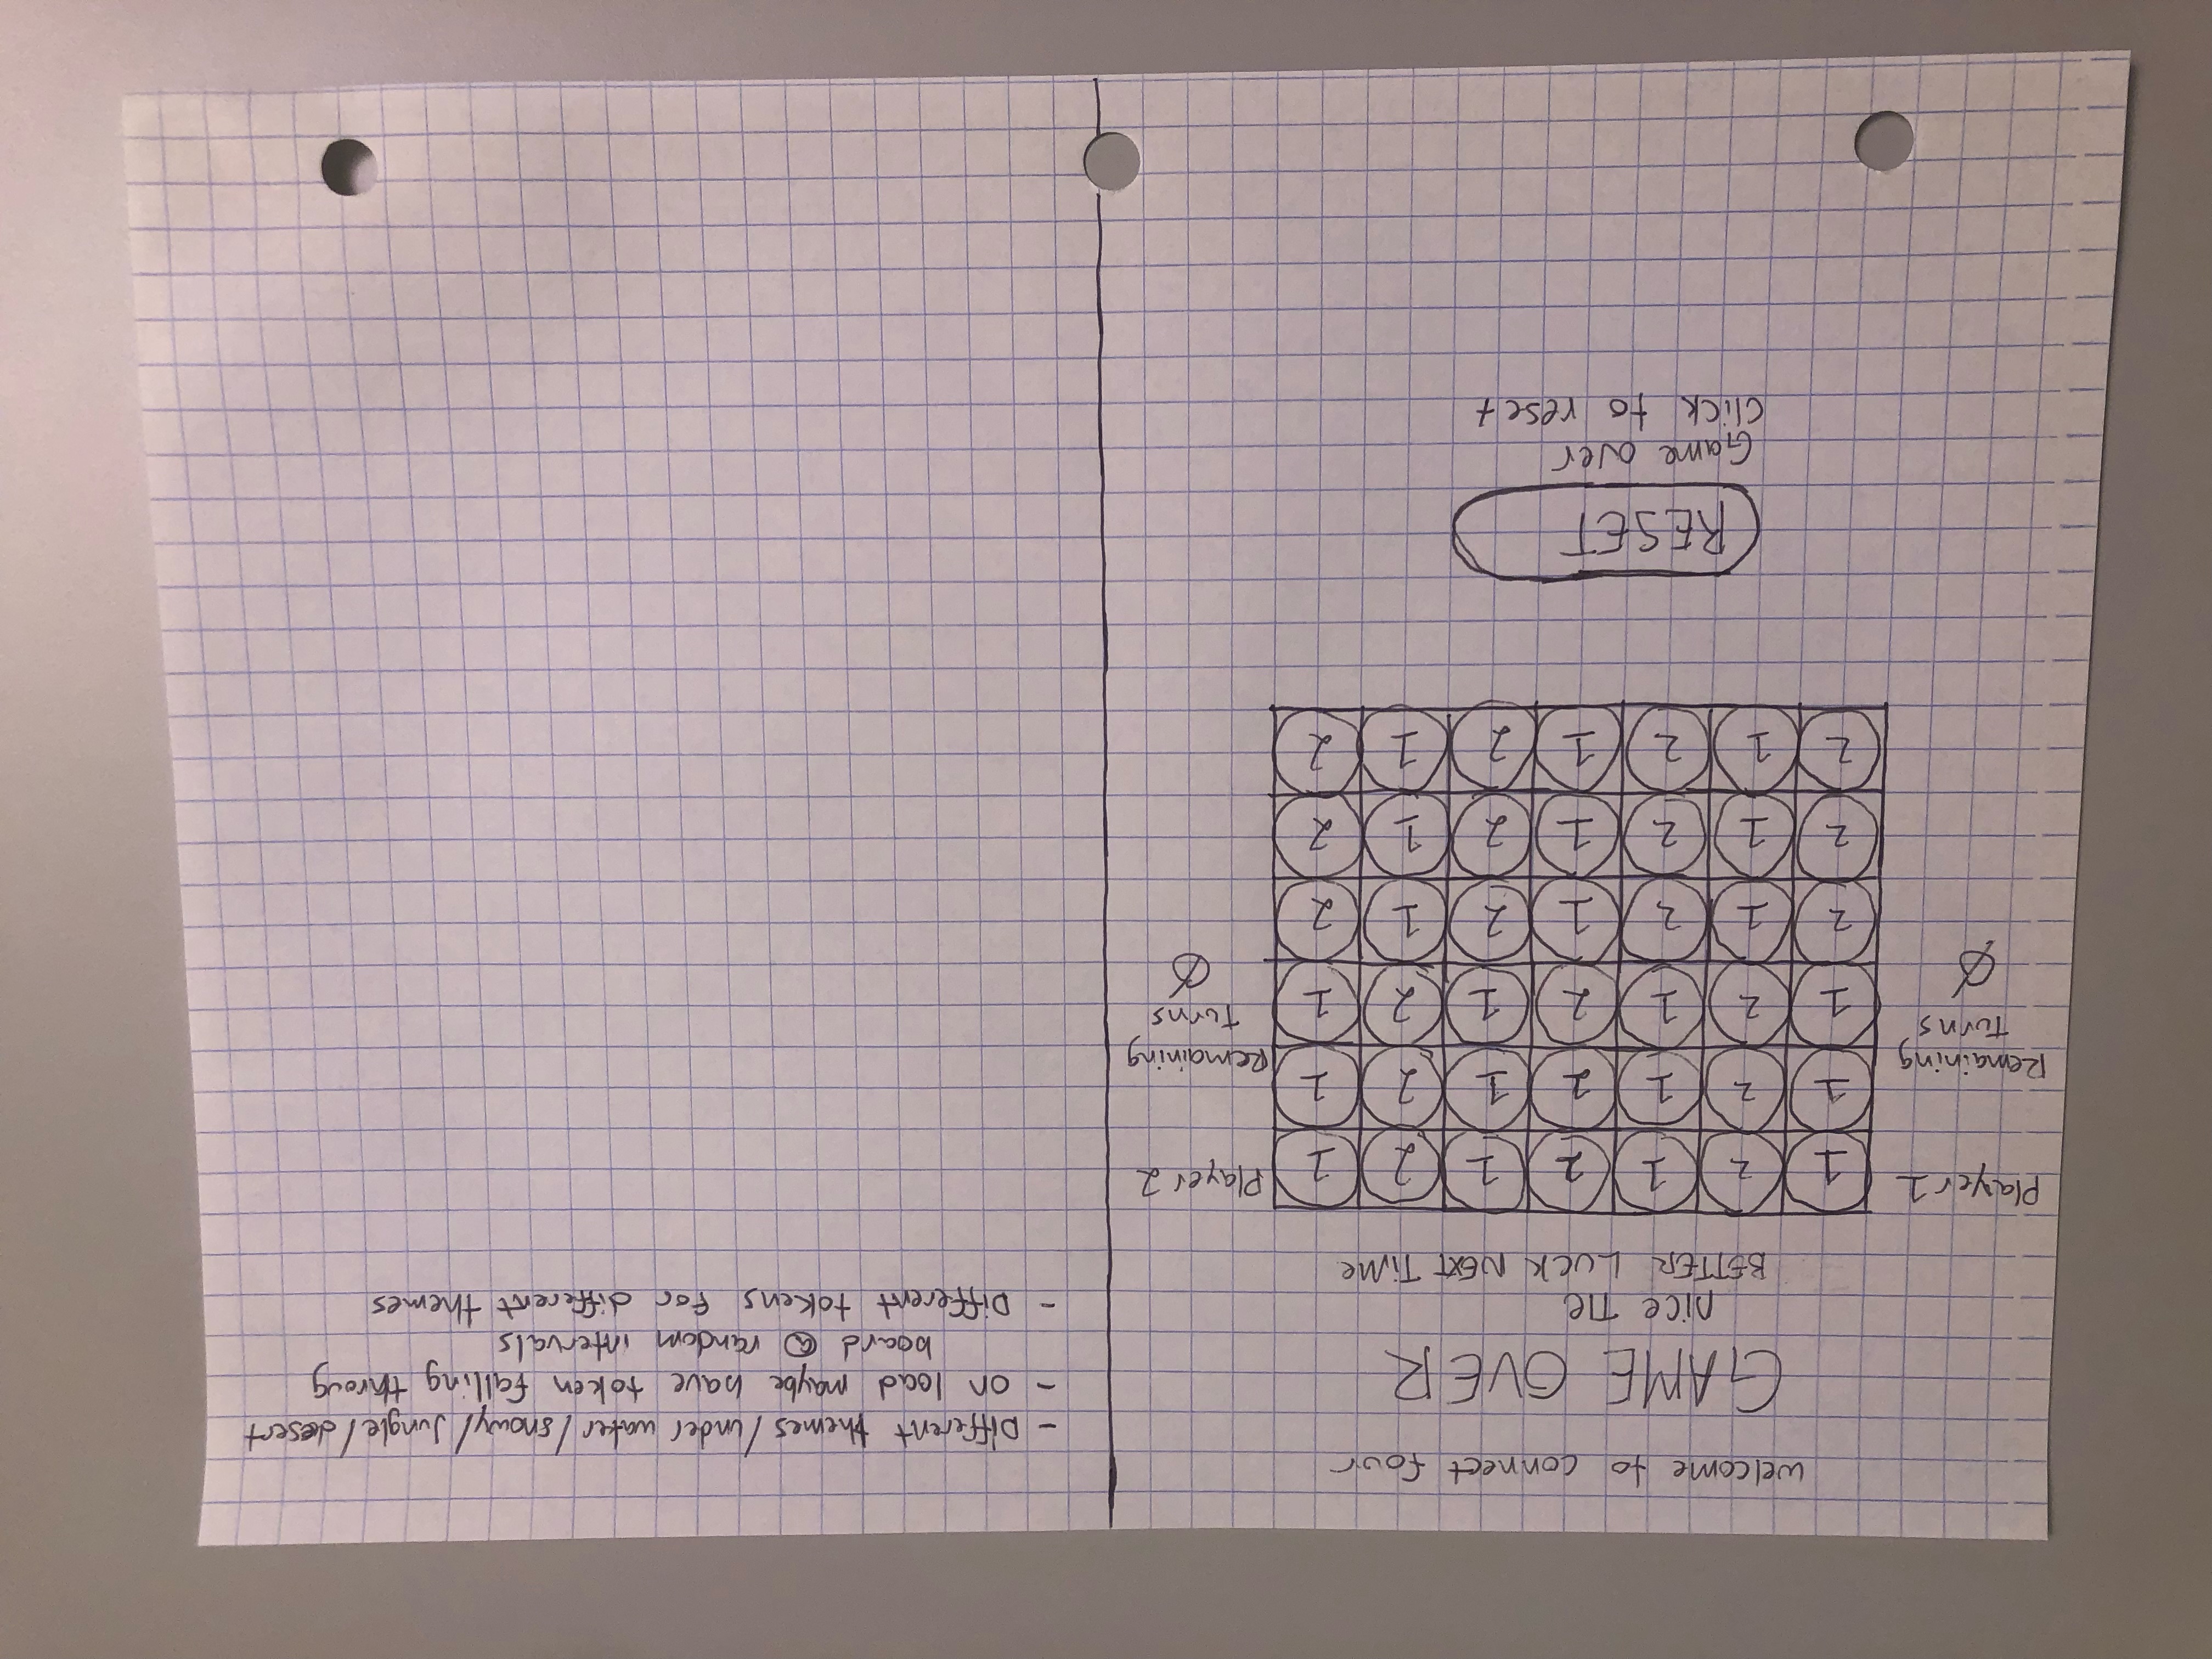 welcome to connect four
GAME OVER
NICE TIE
BETTER LUCK NEXT TIME
Player 1
Remaining
Turns
Ø
1 2 1 2 1 2 1
1 2 1 2 1 2 1
1 2 1 2 1 2 1
2 1 2 1 2 1 2
2 1 2 1 2 1 2
2 1 2 1 2 1 2
Player 2
Remaining
Turns
Ø
RESET
Game over
Click to reset
- Different themes/under water/snowy/Jungle/desert
- on load maybe have token falling throug
board @ random intervals
- Different tokens for different themes